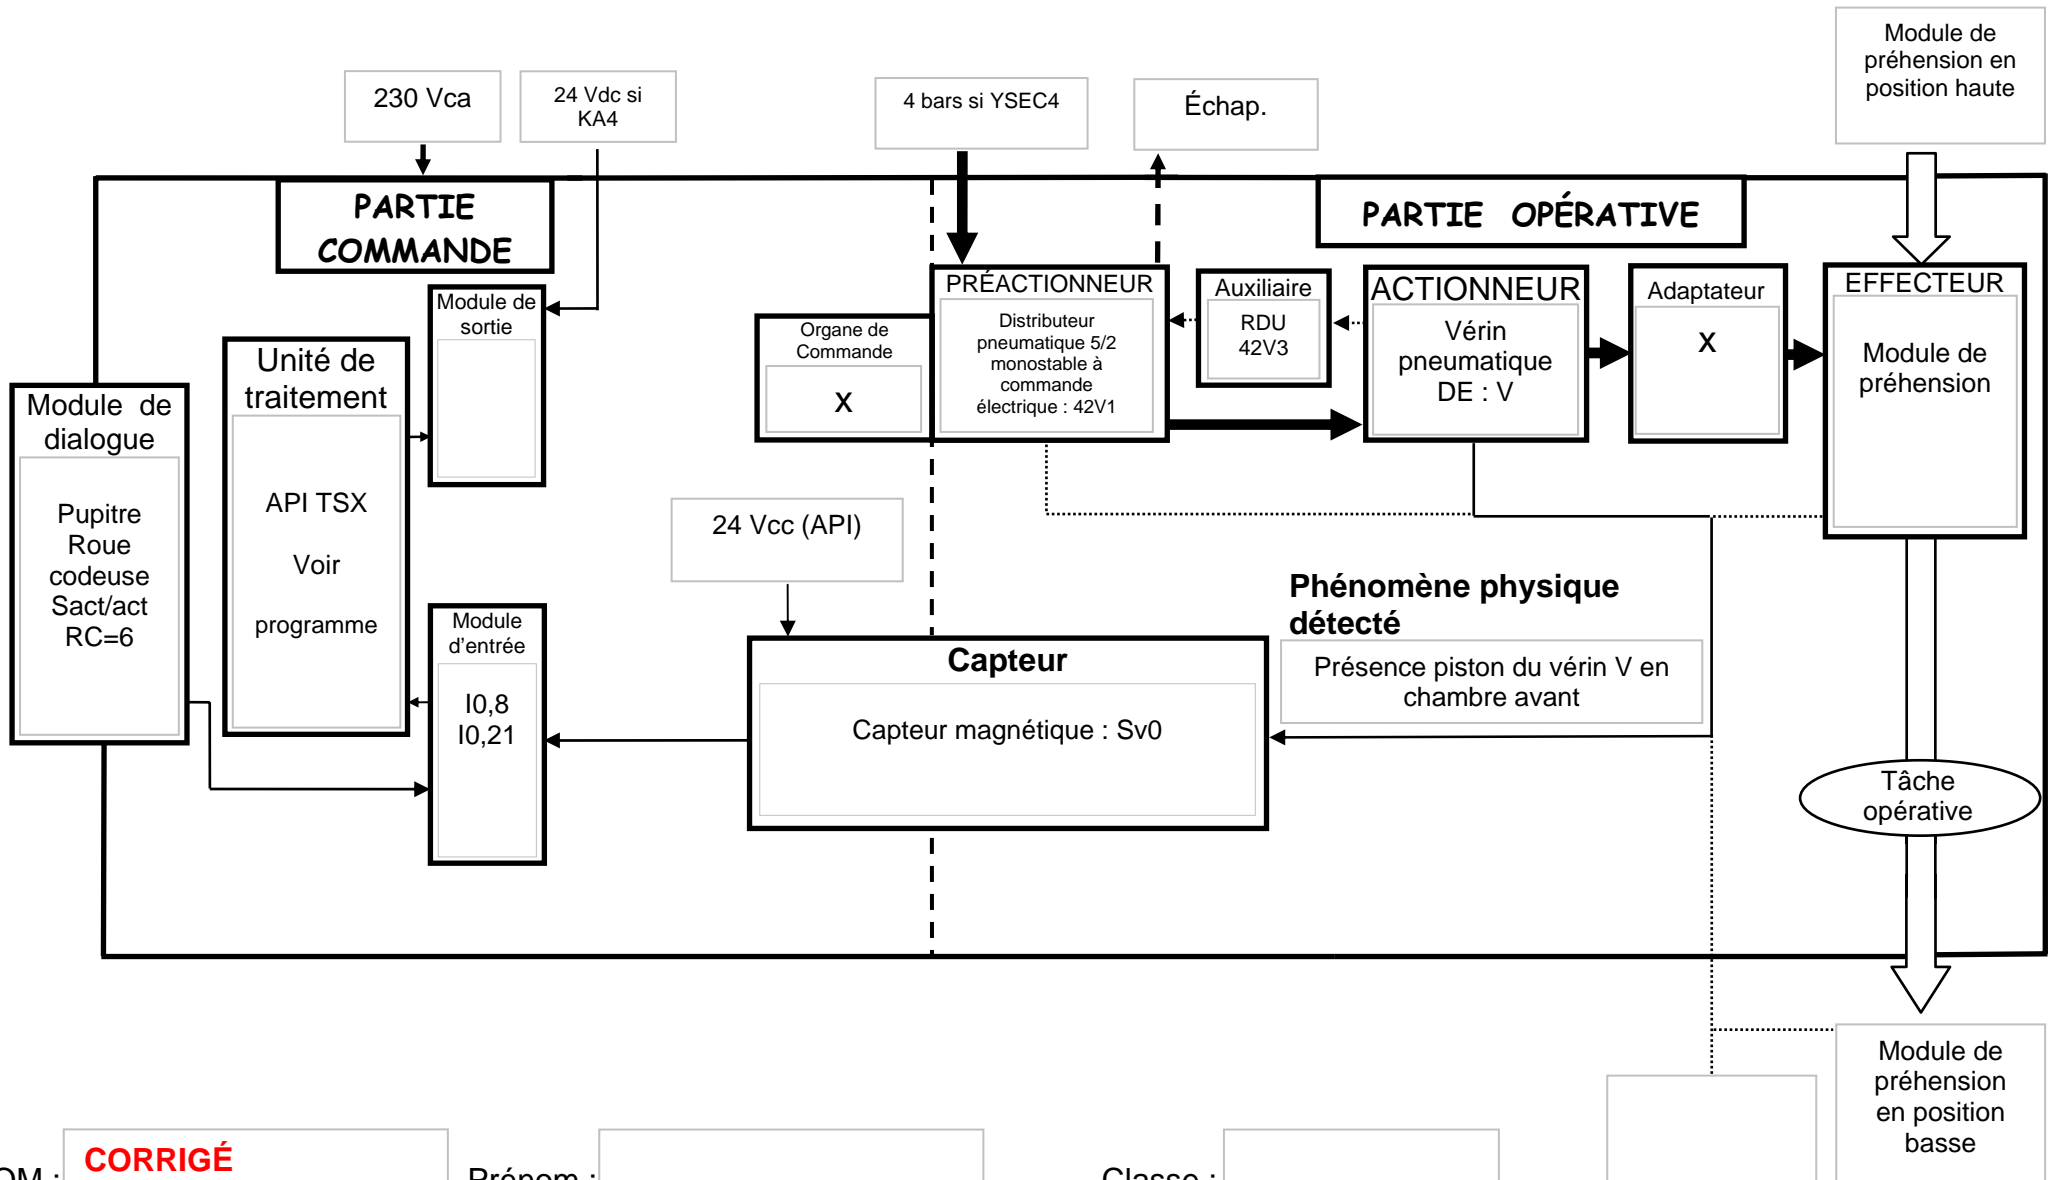 Module de
préhension en
position haute
230 Vca
24 Vdc si
KA4
4 bars si YSEC4
Échap.
PARTIE
COMMANDE
PARTIE OPÉRATIVE
Module de
sortie
Organe de
Commande
x
PRÉACTIONNEUR
Distributeur
pneumatique 5/2
monostable à
commande
électrique : 42V1
Auxiliaire
RDU
42V3
ACTIONNEUR
Vérin
pneumatique
DE : V
Adaptateur
x
EFFECTEUR
Module de
préhension
Unité de
traitement
API TSX
Voir
programme
Module de
dialogue
Pupitre
Roue
codeuse
Sact/act
RC=6
24 Vcc (API)
Module
d'entrée
I0,8
I0,21
Capteur
Capteur magnétique : Sv0
Phénomène physique
détecté
Présence piston du vérin V en
chambre avant
Tâche
opérative
Module de
préhension
en position
basse
OM :
CORRIGÉ
Prénom :
Classe :